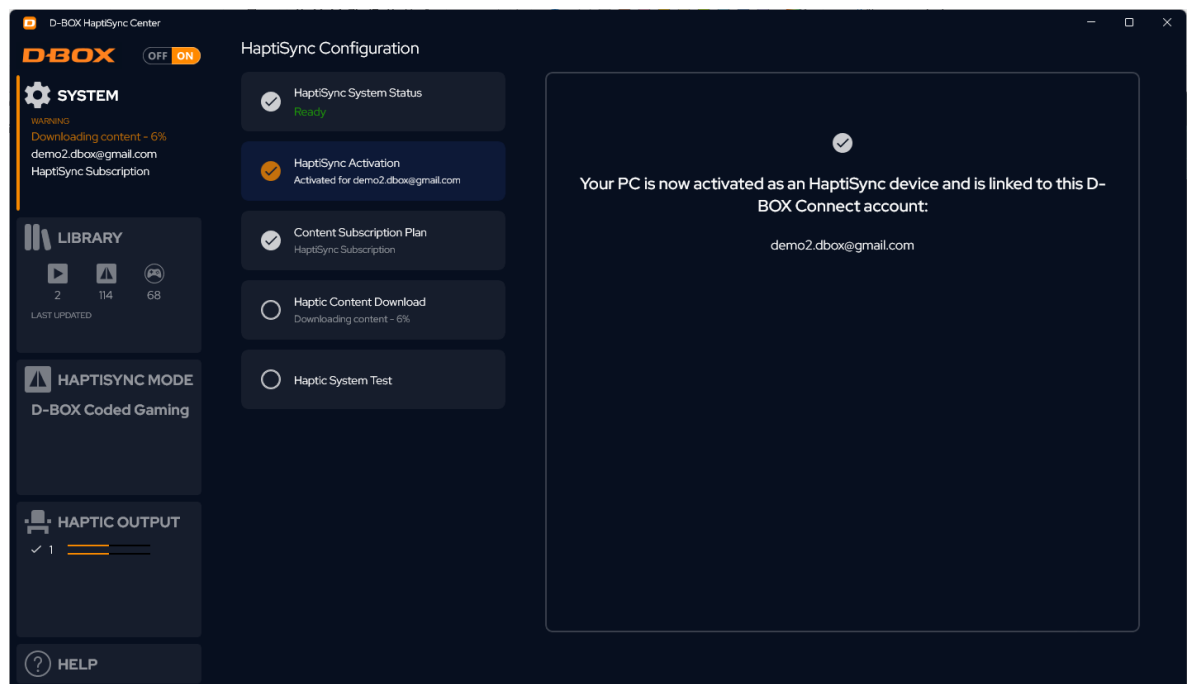 D-BOX HaptiSync Center
D-BOX
OFF ON
SYSTEM
WARNING
Downloading content - 6%
demo2.dbox@gmail.com
HaptiSync Subscription
LIBRARY
2 114 68
LAST UPDATED
HAPTISYNC MODE
D-BOX Coded Gaming
HAPTIC OUTPUT
1
HELP
HaptiSync Configuration
HaptiSync System Status
Ready
HaptiSync Activation
Activated for demo2.dbox@gmail.com
Content Subscription Plan
HaptiSync Subscription
Haptic Content Download
Downloading content - 6%
Haptic System Test
Your PC is now activated as an HaptiSync device and is linked to this D-
BOX Connect account:
demo2.dbox@gmail.com